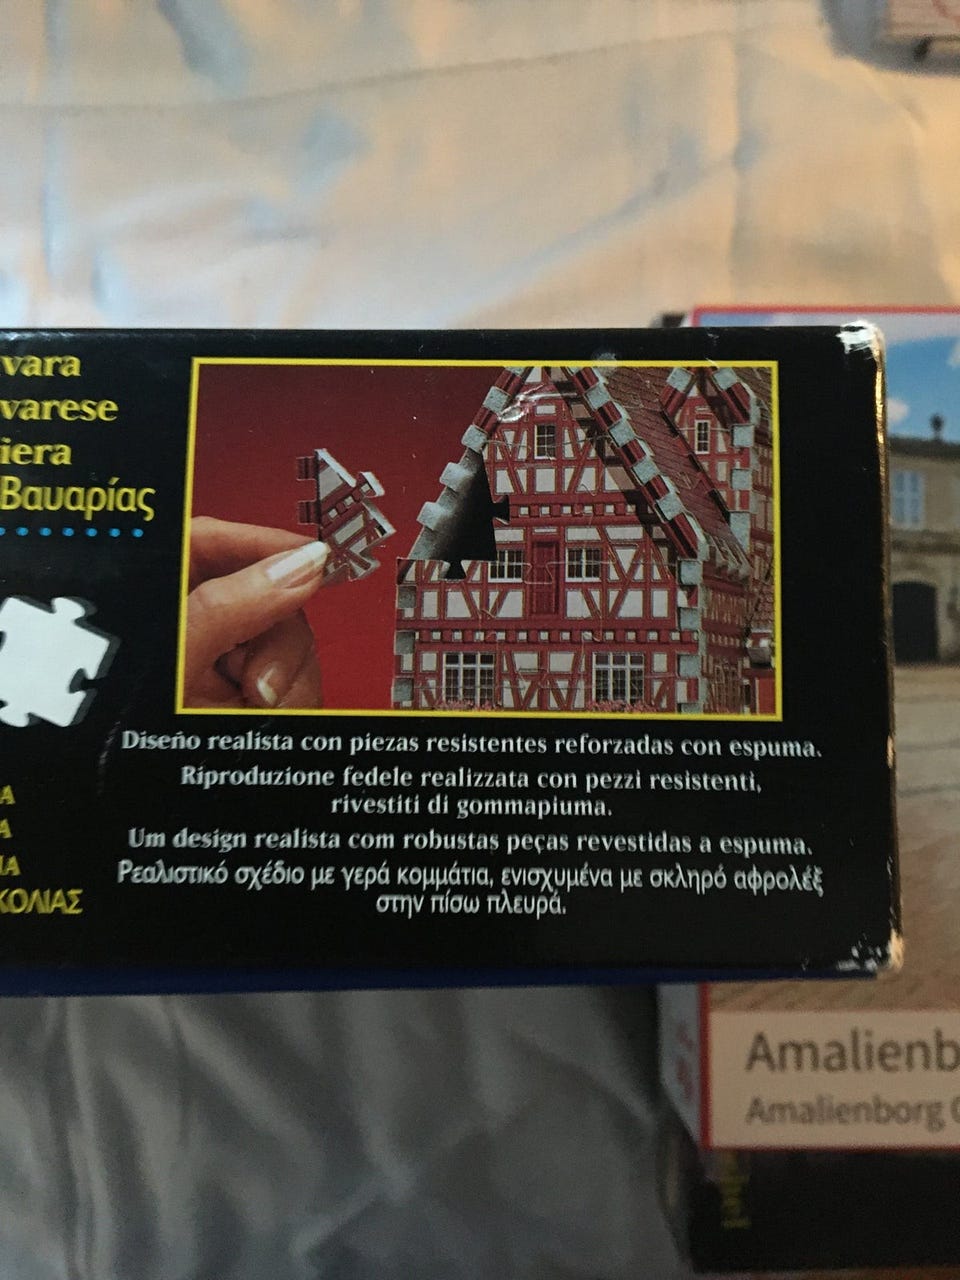 vara
varese
iera
Βαυαρίας
Diseño realista con piezas resistentes reforzadas con espuma.
Riproduzione fedele realizzata con pezzi resistenti,
rivestiti di gommapiuma.
Um design realista com robustas peças revestidas a espuma.
Ρεαλιστικό σχέδιο με γερά κομμάτια, ενισχυμένα με σκληρό αφρολέξ
στην πίσω πλευρά.
A
A
IA
ΚΟΛΙΑΣ
Amalienb
Amalienborg